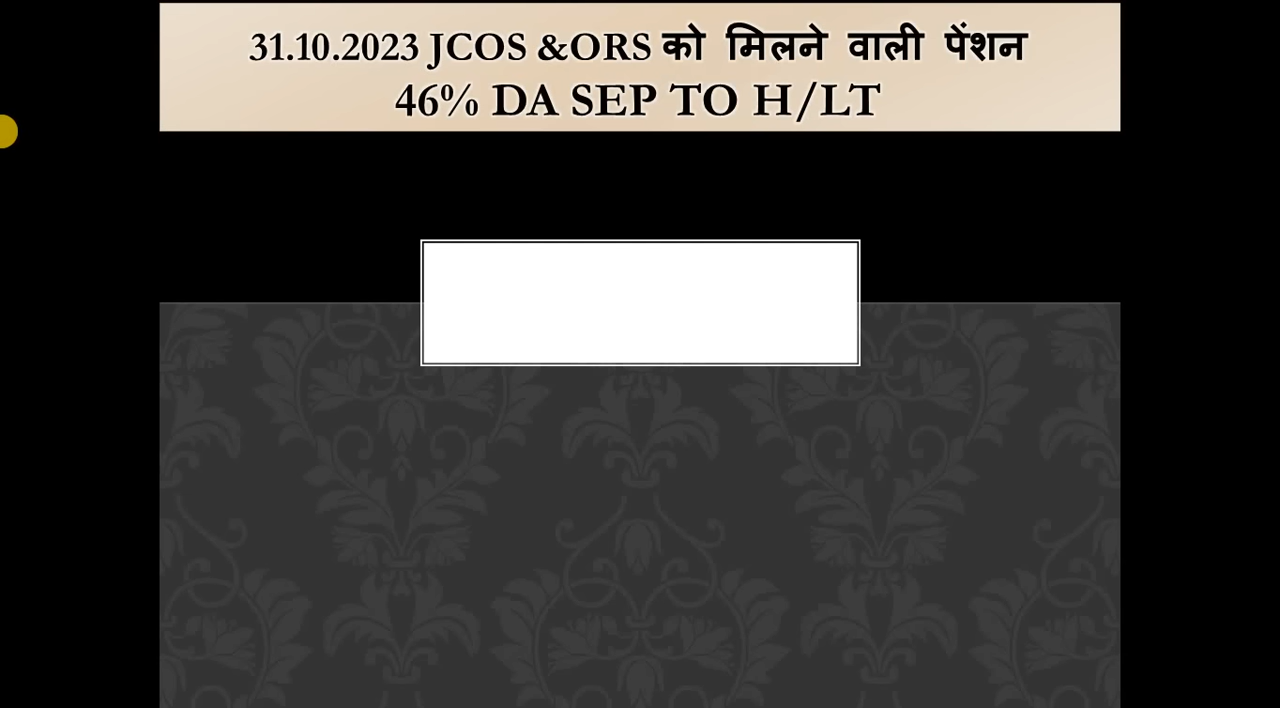 31.10.2023 JCOS &ORS को मिलने वाली पेंशन
46% DA SEP TO H/LT